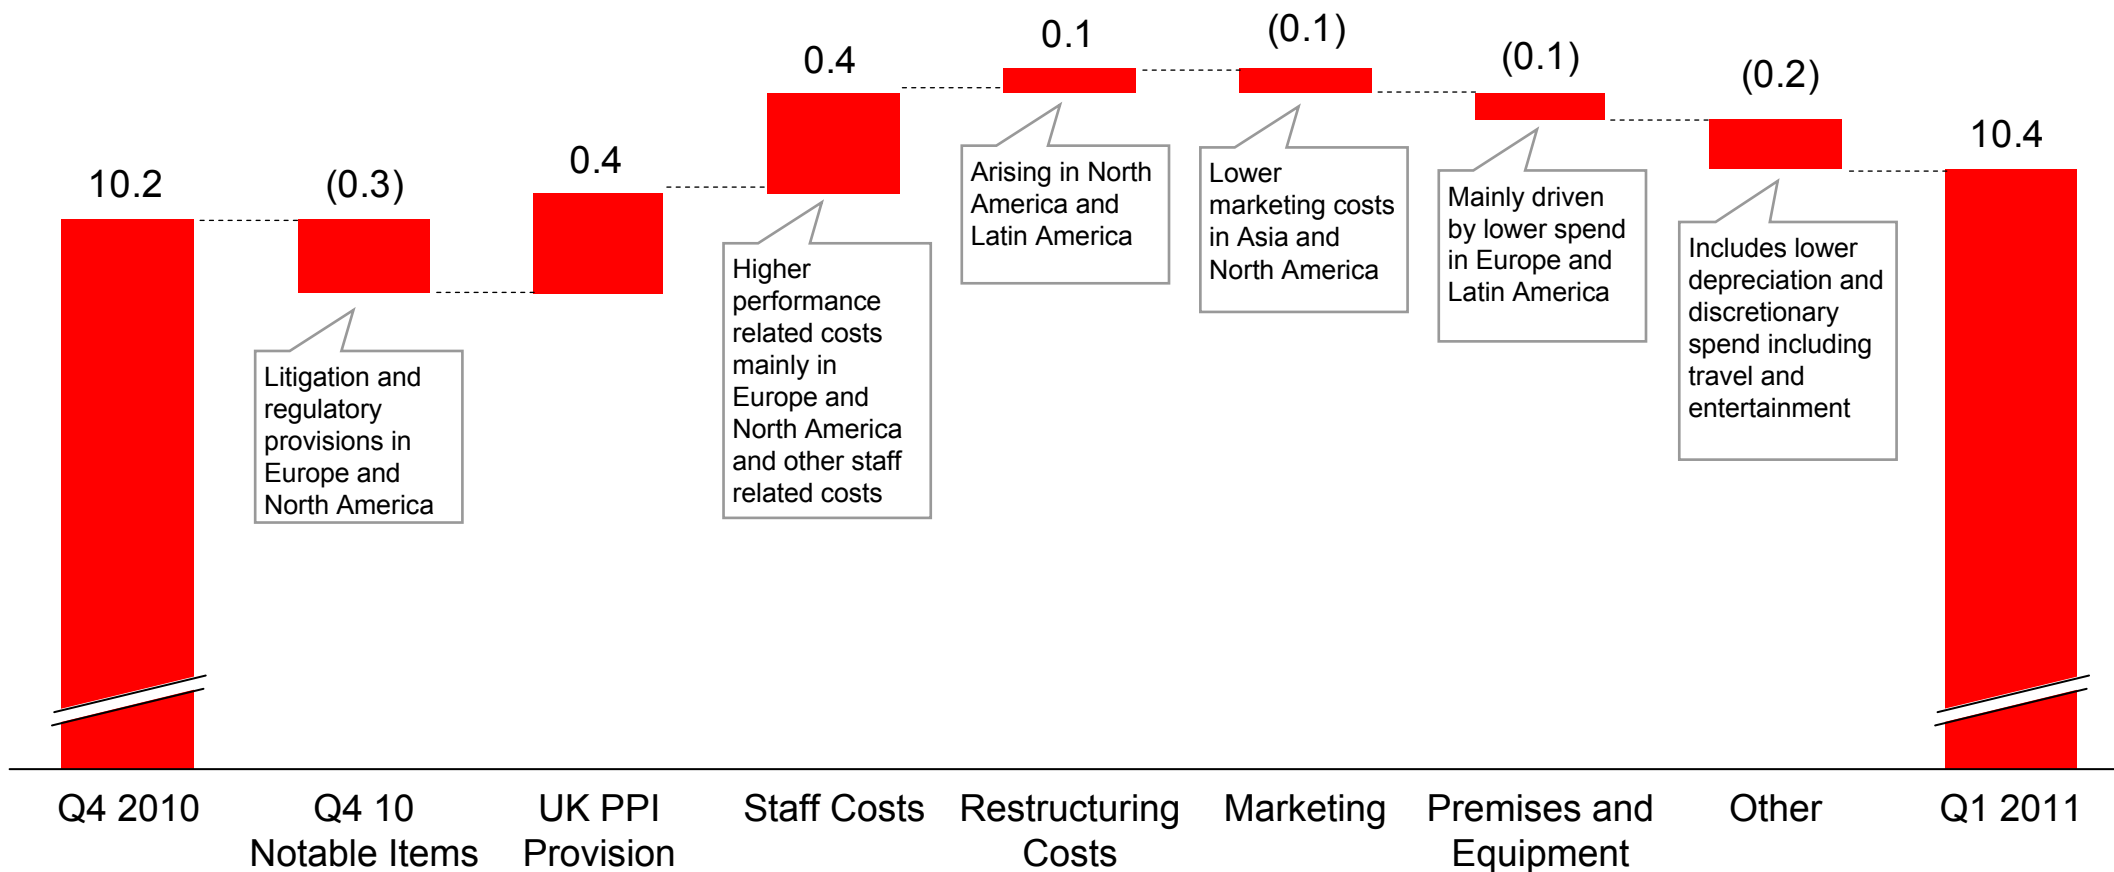 10.2
(0.3)
0.4
0.4
0.1
(0.1)
(0.1)
(0.2)
10.4
Litigation and
regulatory
provisions in
Europe and
North America
Higher
performance
related costs
mainly in
Europe and
North America
and other staff
related costs
Arising in North
America and
Latin America
Lower
marketing costs
in Asia and
North America
Mainly driven
by lower spend
in Europe and
Latin America
Includes lower
depreciation and
discretionary
spend including
travel and
entertainment
Q4 2010
Q4 10
Notable Items
UK PPI
Provision
Staff Costs
Restructuring
Costs
Marketing
Premises and
Equipment
Other
Q1 2011